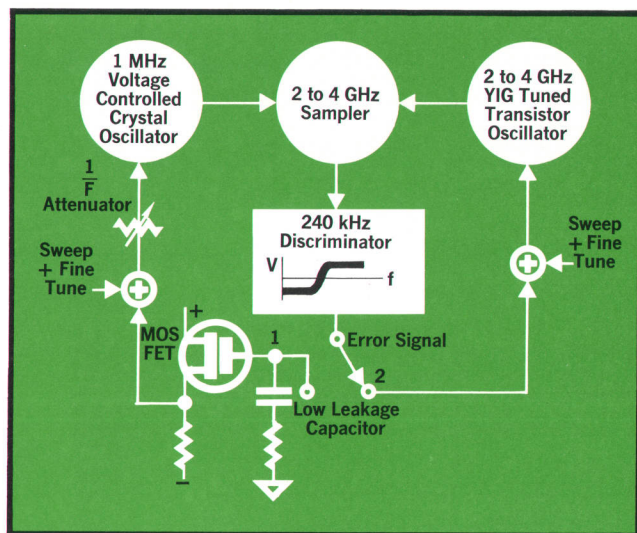 1 MHz
Voltage
Controlled
Crystal
Oscillator
2 to 4 GHz
Sampler
2 to 4 GHz
YIG Tuned
Transistor
Oscillator
1
F
Attenuator
Sweep
+ Fine
Tune
240 kHz
Discriminator
V
f
Sweep
+ Fine
Tune
+
MOS
FET
1
Error Signal
2
Low Leakage
Capacitor
−